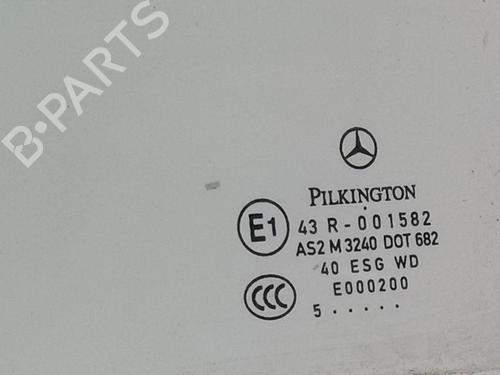 B·PARTS
PILKINGTON
E1
43 R-001582
AS2 M 3240 DOT 682
40 ESG WD
CCC
E000200
5 . . . . .